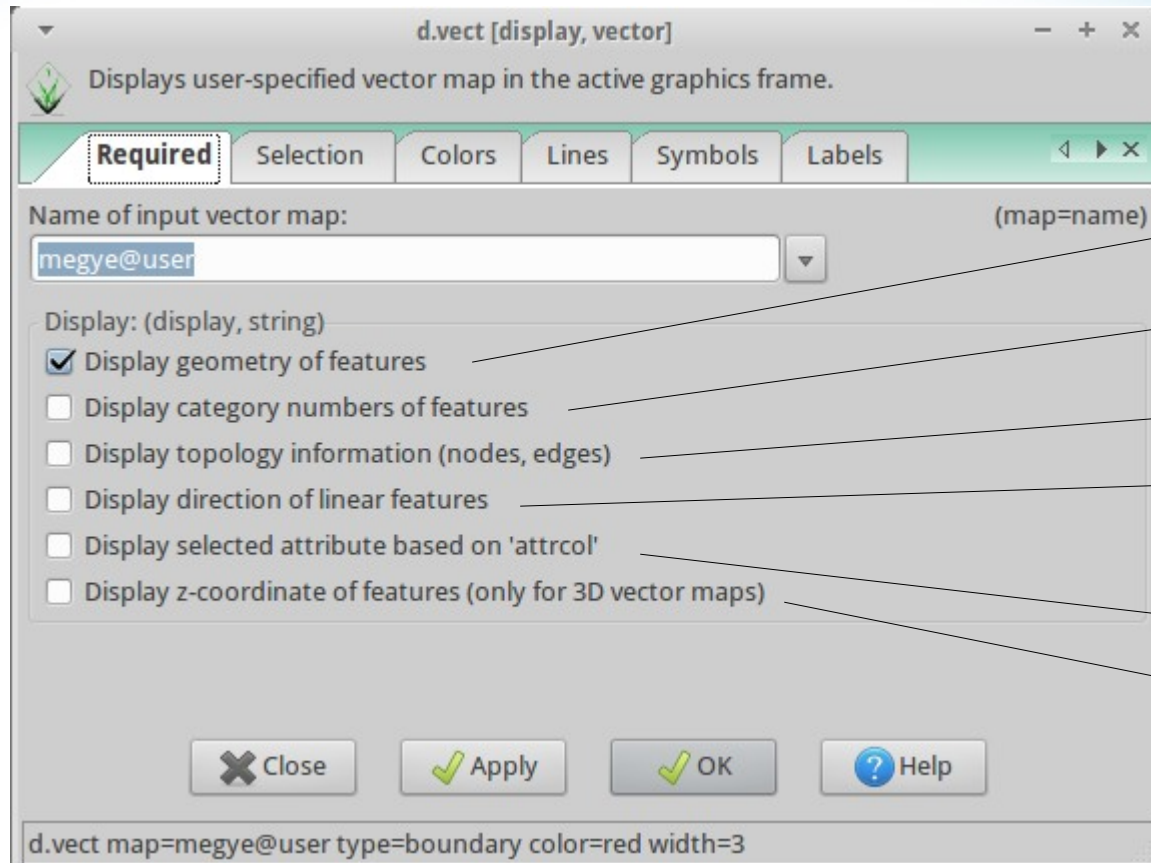 d.vect [display, vector]
Displays user-specified vector map in the active graphics frame.
Required Selection Colors Lines Symbols Labels
Name of input vector map: (map=name)
megye@user
Display: (display, string)
Display geometry of features
Display category numbers of features
Display topology information (nodes, edges)
Display direction of linear features
Display selected attribute based on 'attrcol'
Display z-coordinate of features (only for 3D vector maps)
Close Apply OK Help
d.vect map=megye@user type=boundary color=red width=3